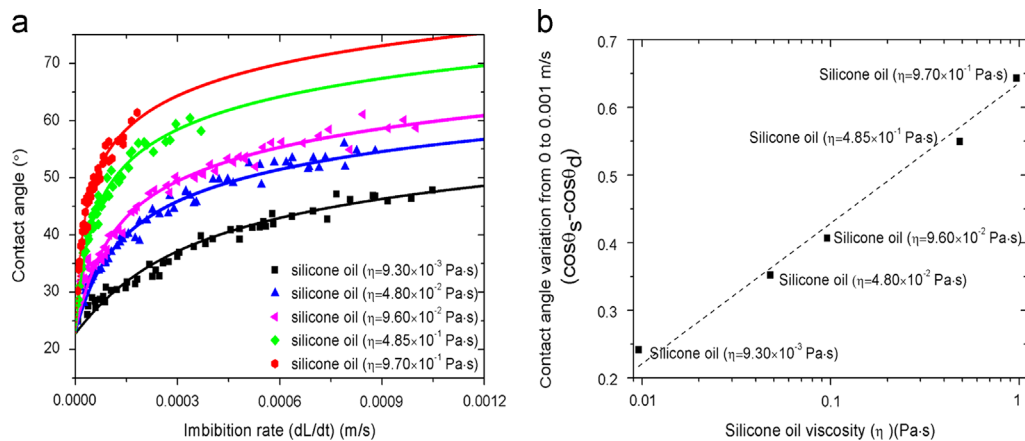 a
Contact angle (°)
70
60
50
40
30
20
0.0000
0.0003
0.0006
0.0009
0.0012
Imbibition rate (dL/dt) (m/s)
silicone oil (η=9.30×10⁻³ Pa·s)
silicone oil (η=4.80×10⁻² Pa·s)
silicone oil (η=9.60×10⁻² Pa·s)
silicone oil (η=4.85×10⁻¹ Pa·s)
silicone oil (η=9.70×10⁻¹ Pa·s)
b
Contact angle variation from 0 to 0.001 m/s
(cosθs-cosθd)
0.7
0.6
0.5
0.4
0.3
0.2
0.01
0.1
1
Silicone oil viscosity (η )(Pa·s)
Silicone oil (η=9.70×10⁻¹ Pa·s)
Silicone oil (η=4.85×10⁻¹ Pa·s)
Silicone oil (η=9.60×10⁻² Pa·s)
Silicone oil (η=4.80×10⁻² Pa·s)
Silicone oil (η=9.30×10⁻³ Pa·s)